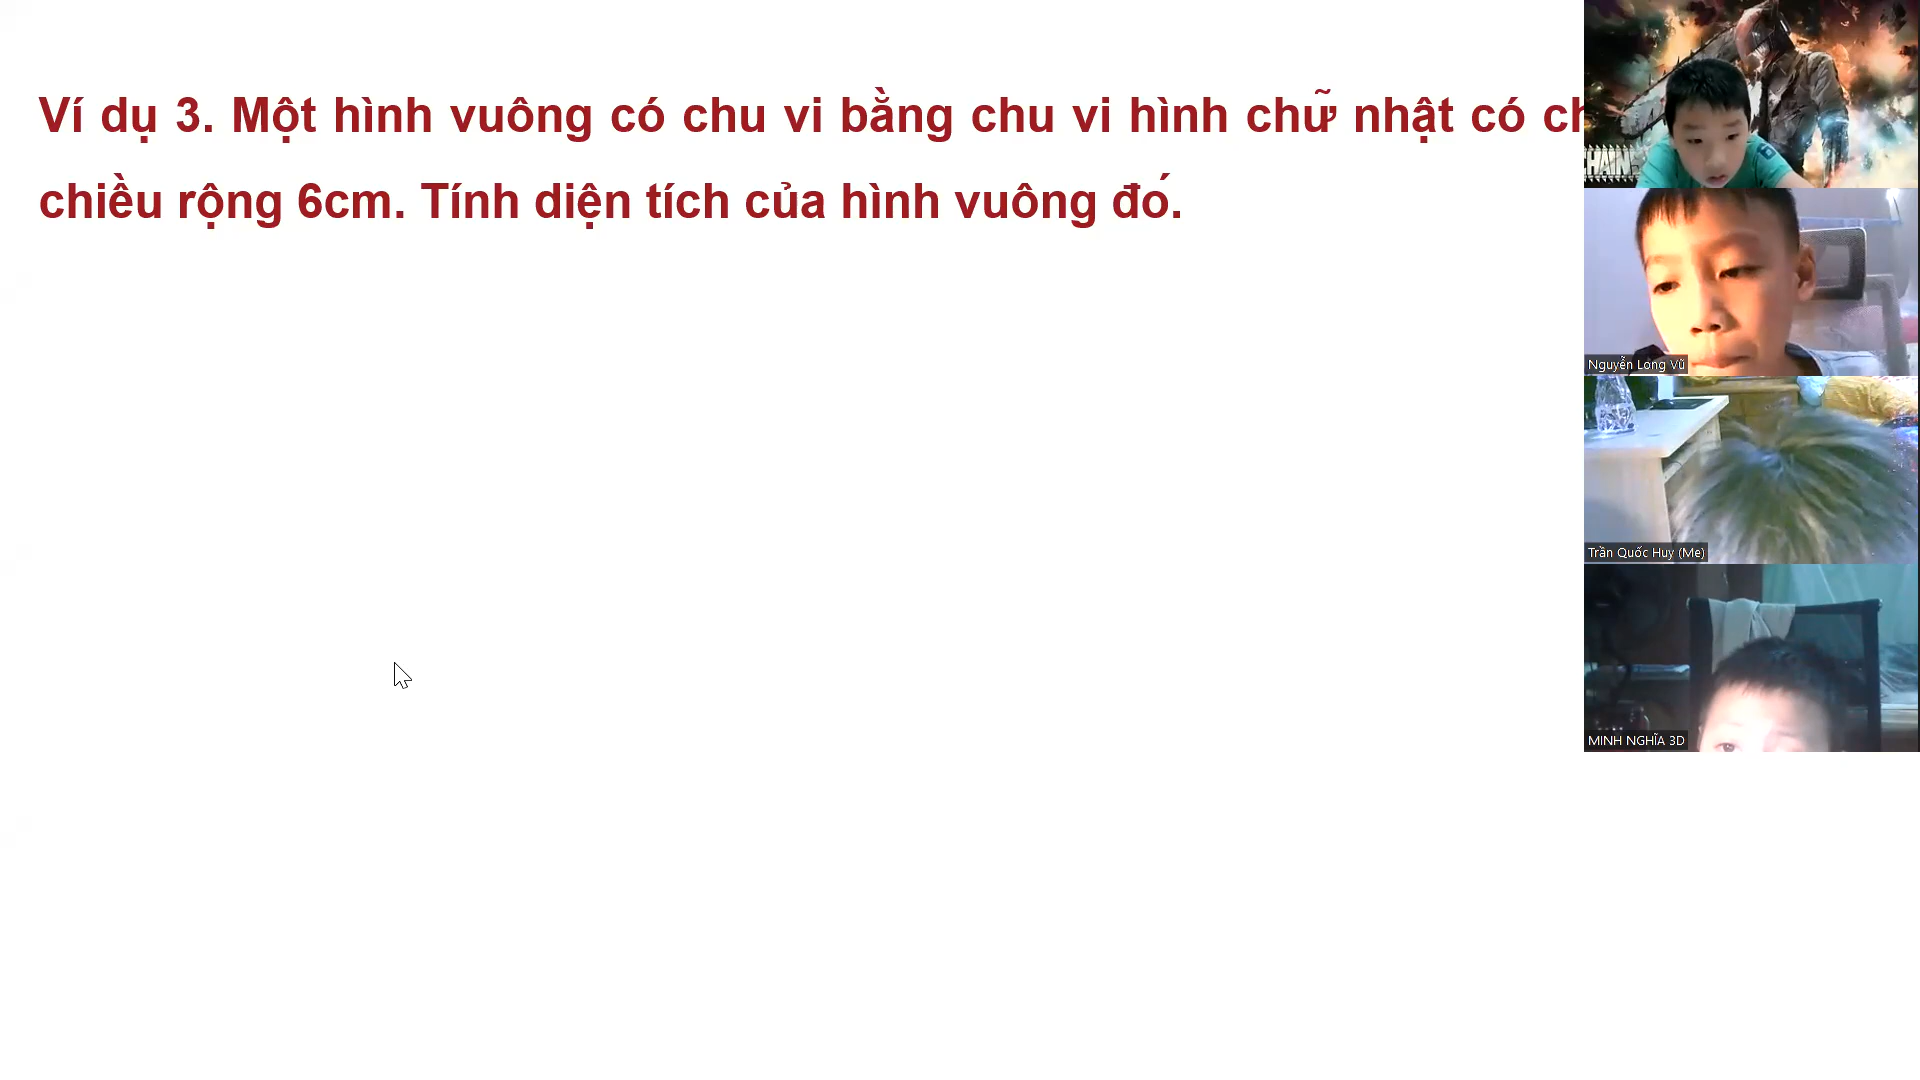 Ví dụ 3. Một hình vuông có chu vi bằng chu vi hình chữ nhật có
chiều rộng 6cm. Tính diện tích của hình vuông đó.
CHAIN
Nguyễn Long Vũ
Trần Quốc Huy (Me)
MINH NGHĨA 3D